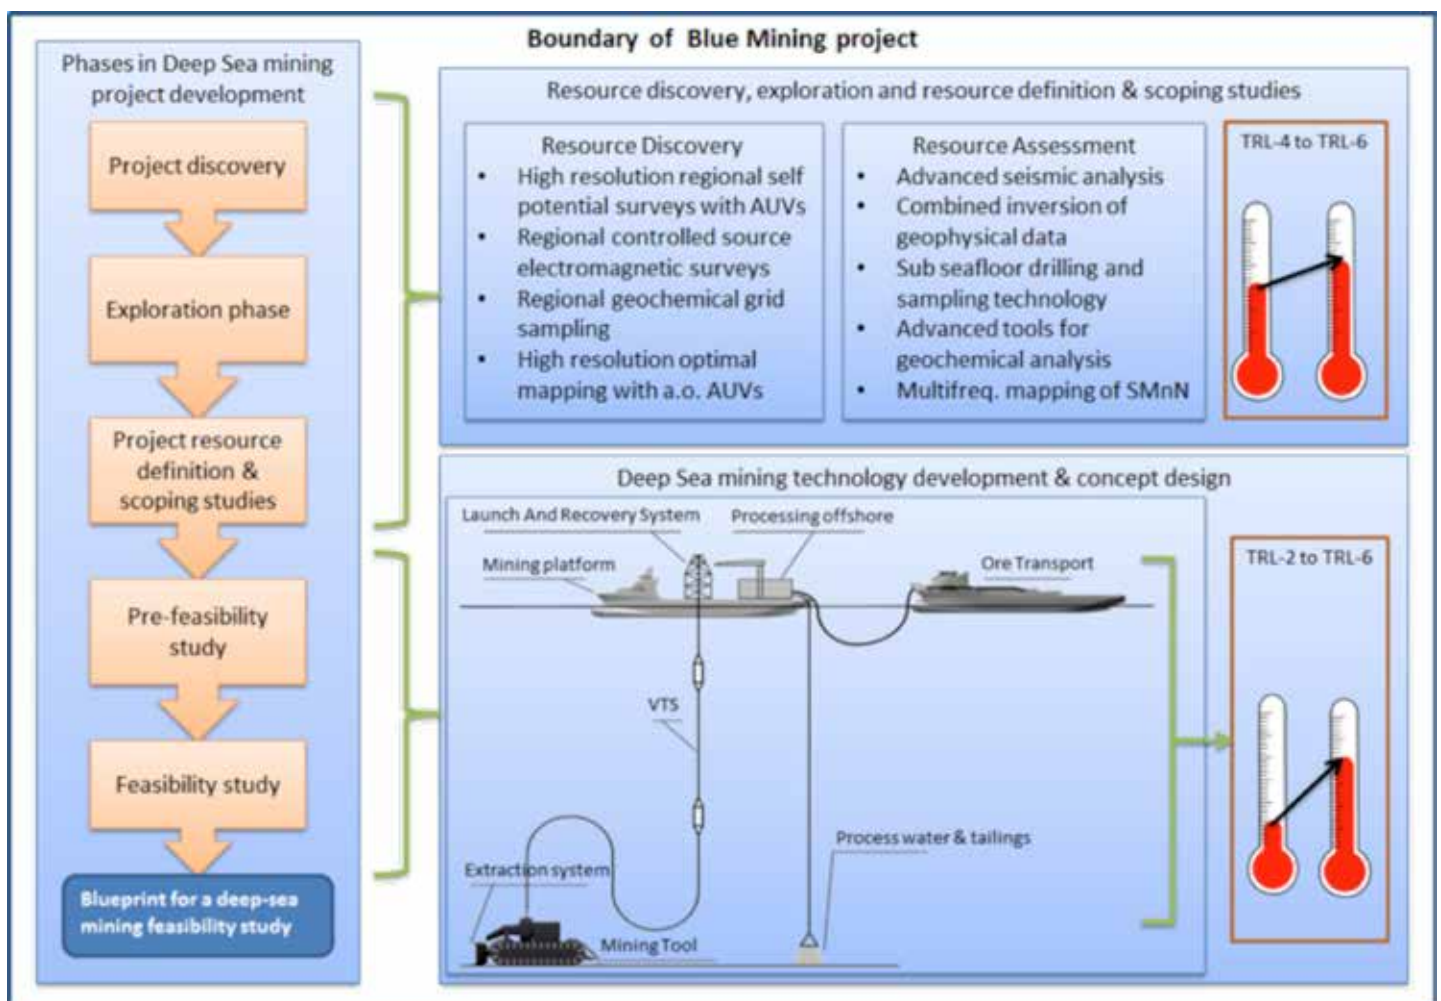 Boundary of Blue Mining project
Phases in Deep Sea mining
project development
Project discovery
Exploration phase
Project resource
definition &
scoping studies
Pre-feasibility
study
Feasibility study
Blueprint for a deep-sea
mining feasibility study
Resource discovery, exploration and resource definition & scoping studies
Resource Discovery
• High resolution regional self
potential surveys with AUVs
• Regional controlled source
electromagnetic surveys
• Regional geochemical grid
sampling
• High resolution optimal
mapping with a.o. AUVs
Resource Assessment
• Advanced seismic analysis
• Combined inversion of
geophysical data
• Sub seafloor drilling and
sampling technology
• Advanced tools for
geochemical analysis
• Multifreq. mapping of SMnN
TRL-4 to TRL-6
Deep Sea mining technology development & concept design
Launch And Recovery System
Processing offshore
Mining platform
Ore Transport
VTS
Process water & tailings
Extraction system
Mining Tool
TRL-2 to TRL-6